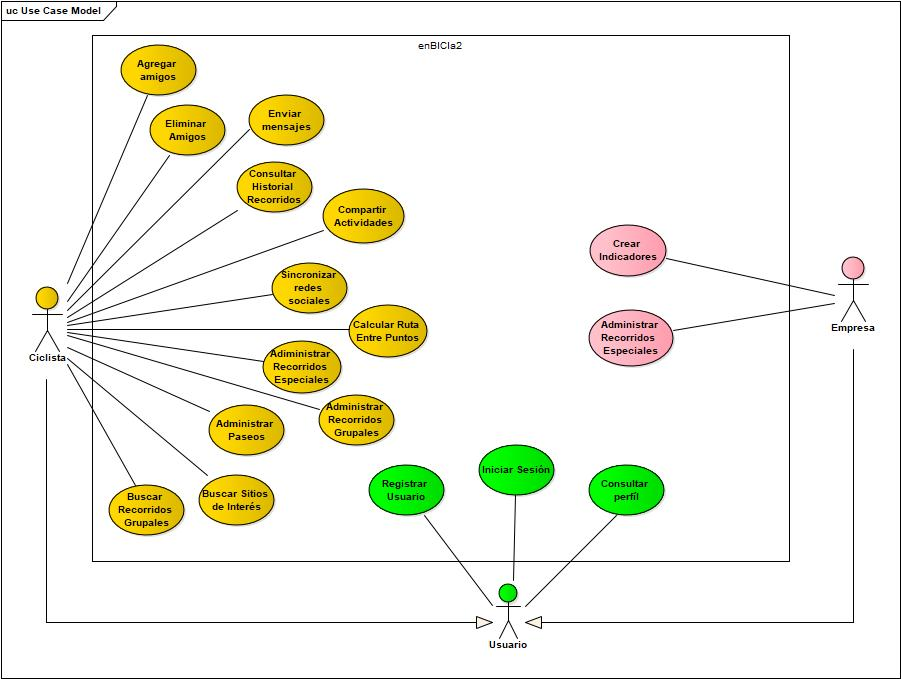 uc Use Case Model
enBICIa2
Agregar
amigos
Eliminar
Amigos
Enviar
mensajes
Consultar
Historial
Recorridos
Compartir
Actividades
Sincronizar
redes
sociales
Calcular Ruta
Entre Puntos
Adiministrar
Recorridos
Especiales
Administrar
Recorridos
Grupales
Administrar
Paseos
Buscar Sitios
de Interés
Buscar
Recorridos
Grupales
Ciclista
Crear
Indicadores
Administrar
Recorridos
Especiales
Empresa
Registrar
Usuario
Iniciar Sesión
Consultar
perfíl
Usuario